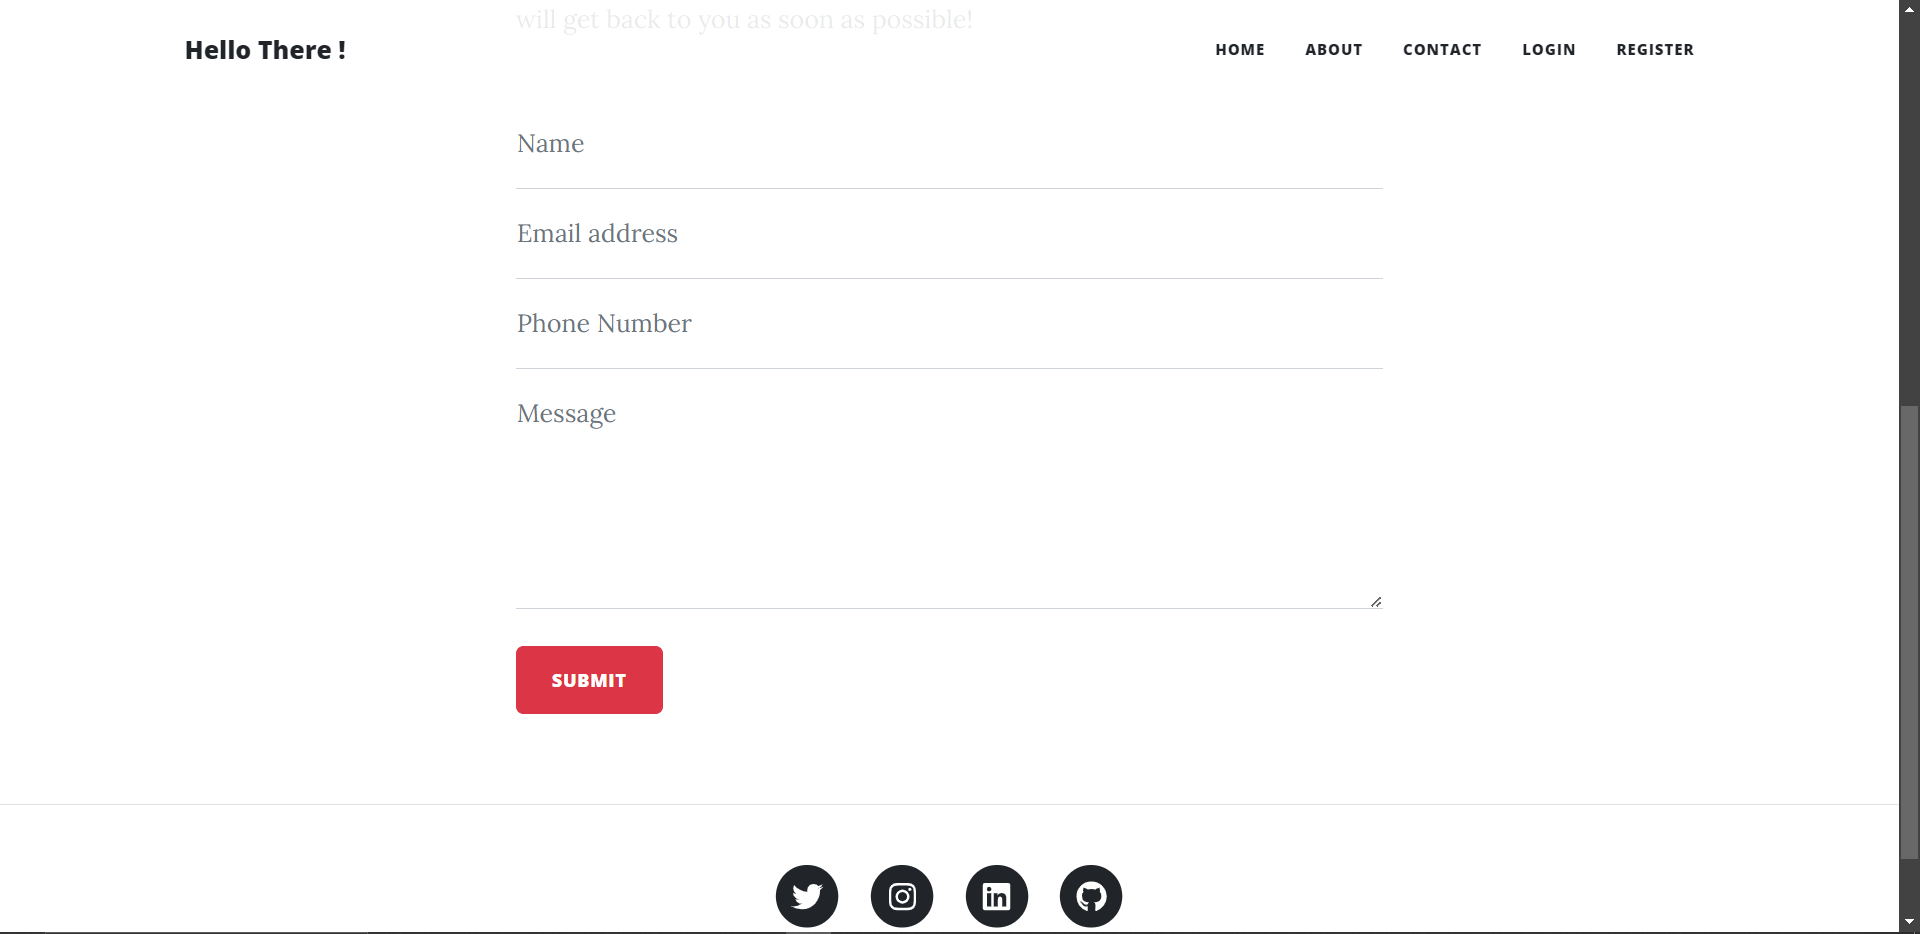 will get back to you as soon as possible!
Hello There !
HOME ABOUT CONTACT LOGIN REGISTER
Name
Email address
Phone Number
Message
SUBMIT